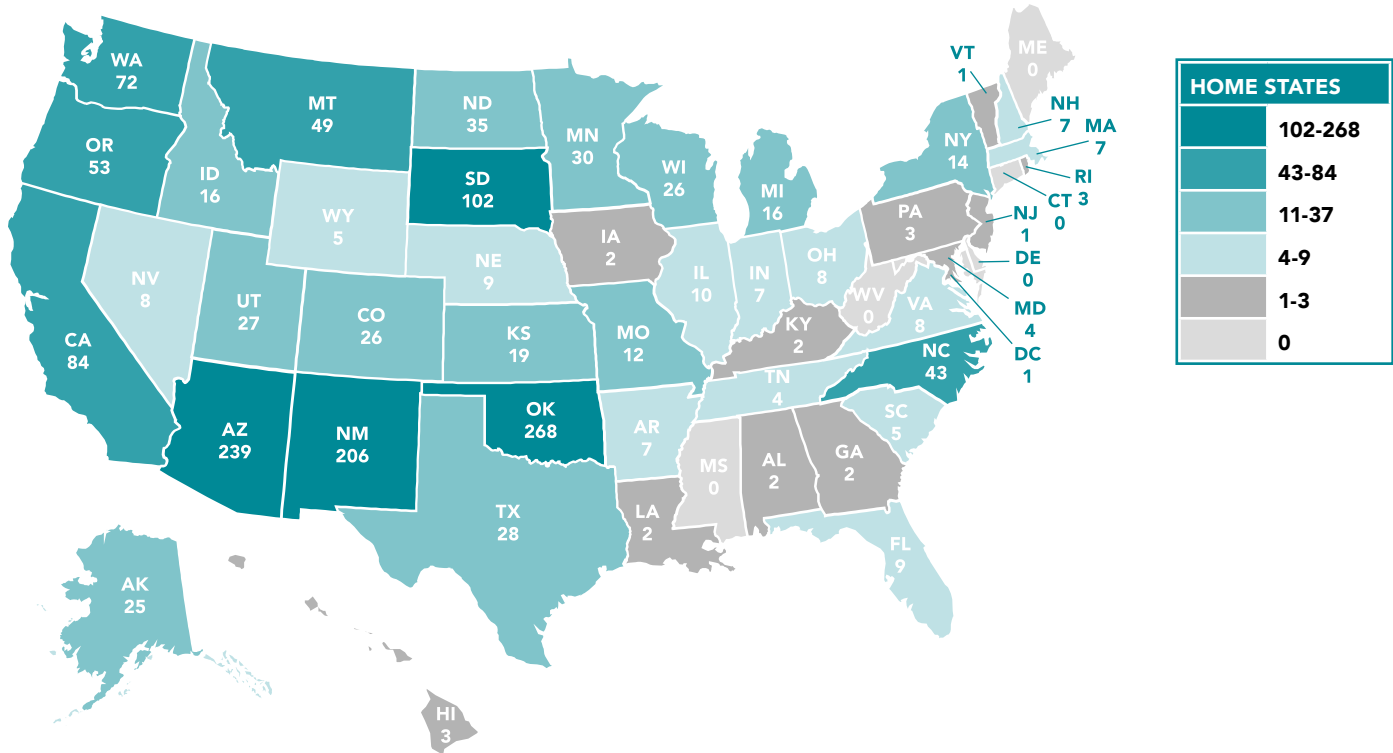 WA
72
OR
53
CA
84
ID
16
NV
8
MT
49
WY
5
UT
27
AZ
239
CO
26
NM
206
ND
35
SD
102
NE
9
KS
19
OK
268
TX
28
MN
30
IA
2
MO
12
AR
7
LA
2
WI
26
IL
10
MI
16
IN
7
OH
8
KY
2
TN
4
MS
0
AL
2
GA
2
FL
9
SC
5
NC
43
VA
8
WV
0
PA
3
NY
14
VT
1
ME
0
NH
7
MA
7
RI
3
CT
0
NJ
1
DE
0
MD
4
DC
1
AK
25
HI
3
HOME STATES
102-268
43-84
11-37
4-9
1-3
0